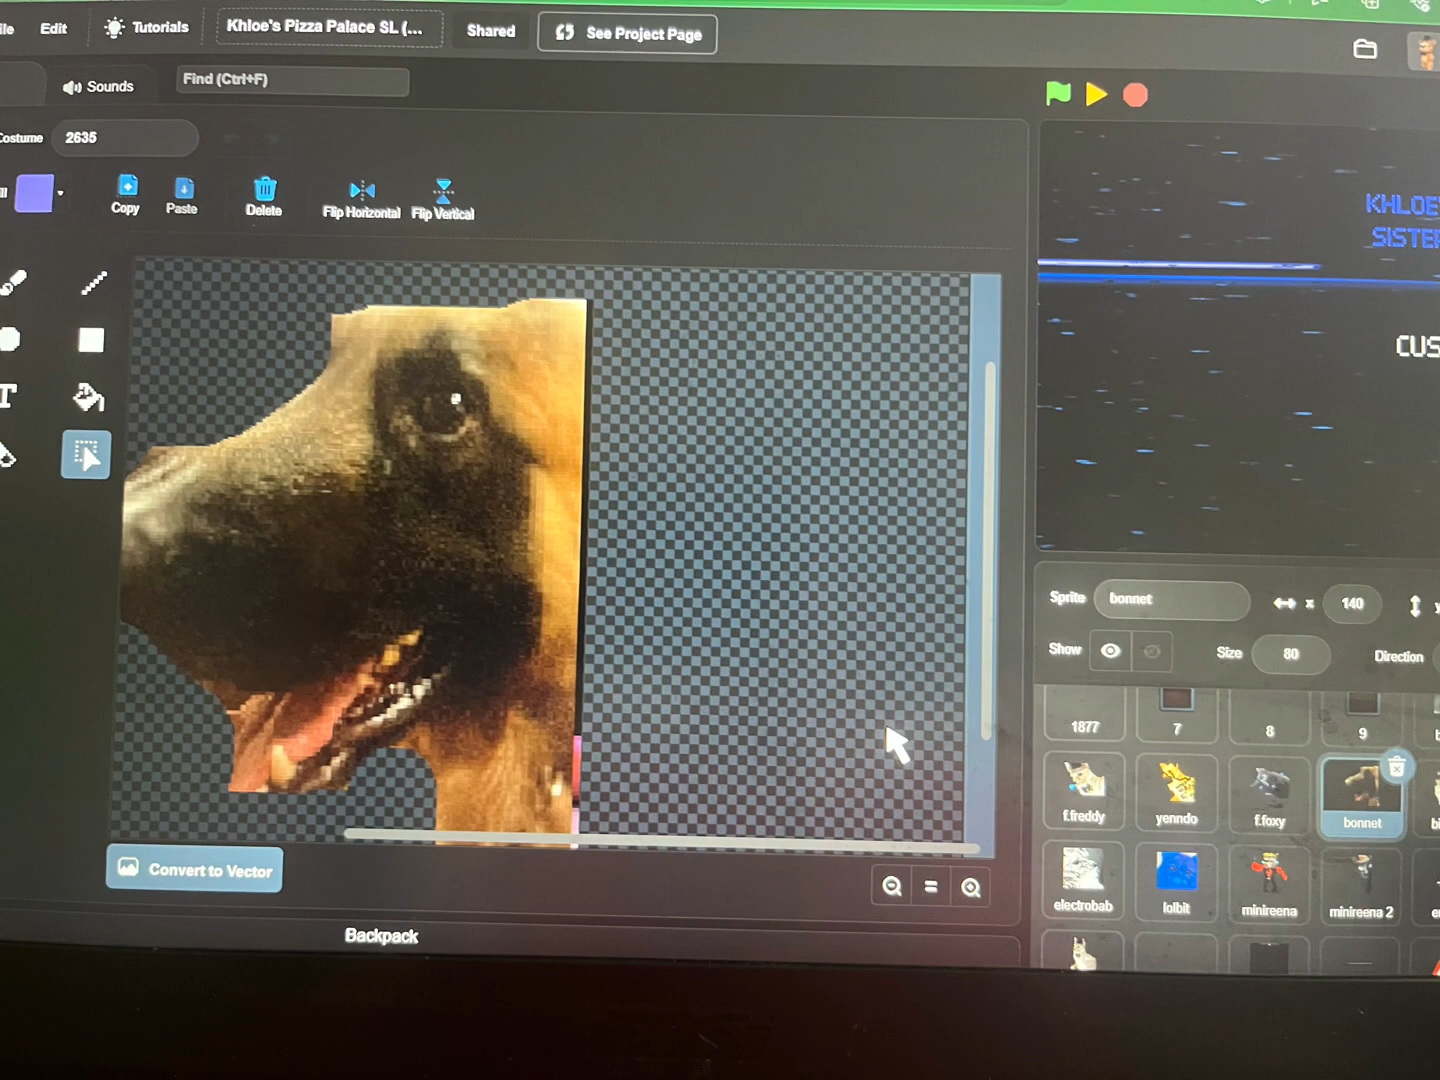 Edit
Tutorials
Khloe's Pizza Palace SL (...
Shared
See Project Page
Sounds
Find (Ctrl+F)
Costume
2635
Copy
Paste
Delete
Flip Horizontal
Flip Vertical
T
Convert to Vector
=
Backpack
CUS
Sprite
bonnet
x
140
Show
Size
80
Direction
1877
7
8
9
f.freddy
yenndo
f.foxy
bonnet
electrobab
lolbit
minireena
minireena 2